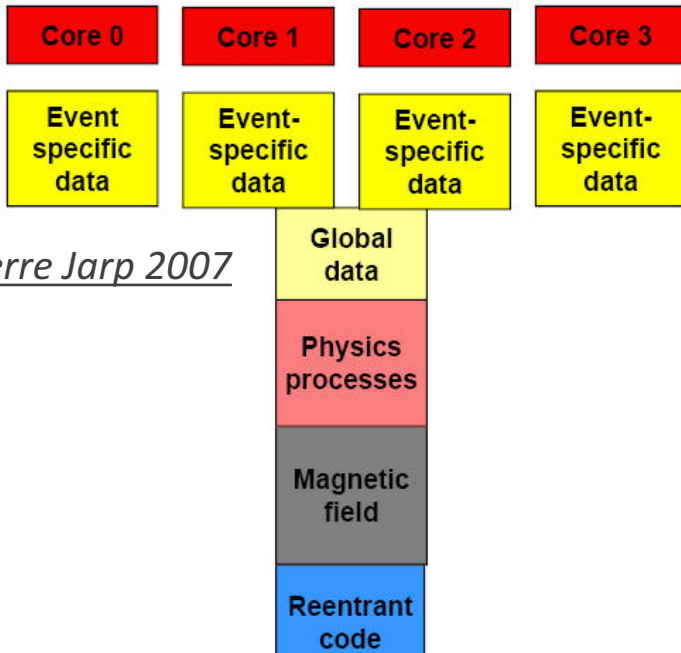 Core 0 Core 1 Core 2 Core 3
Event Event- Event- Event-
specific specific specific specific
data data data data
Global
data
Jarp 2007
Physics
processes
Magnetic
field
Reentrant
code